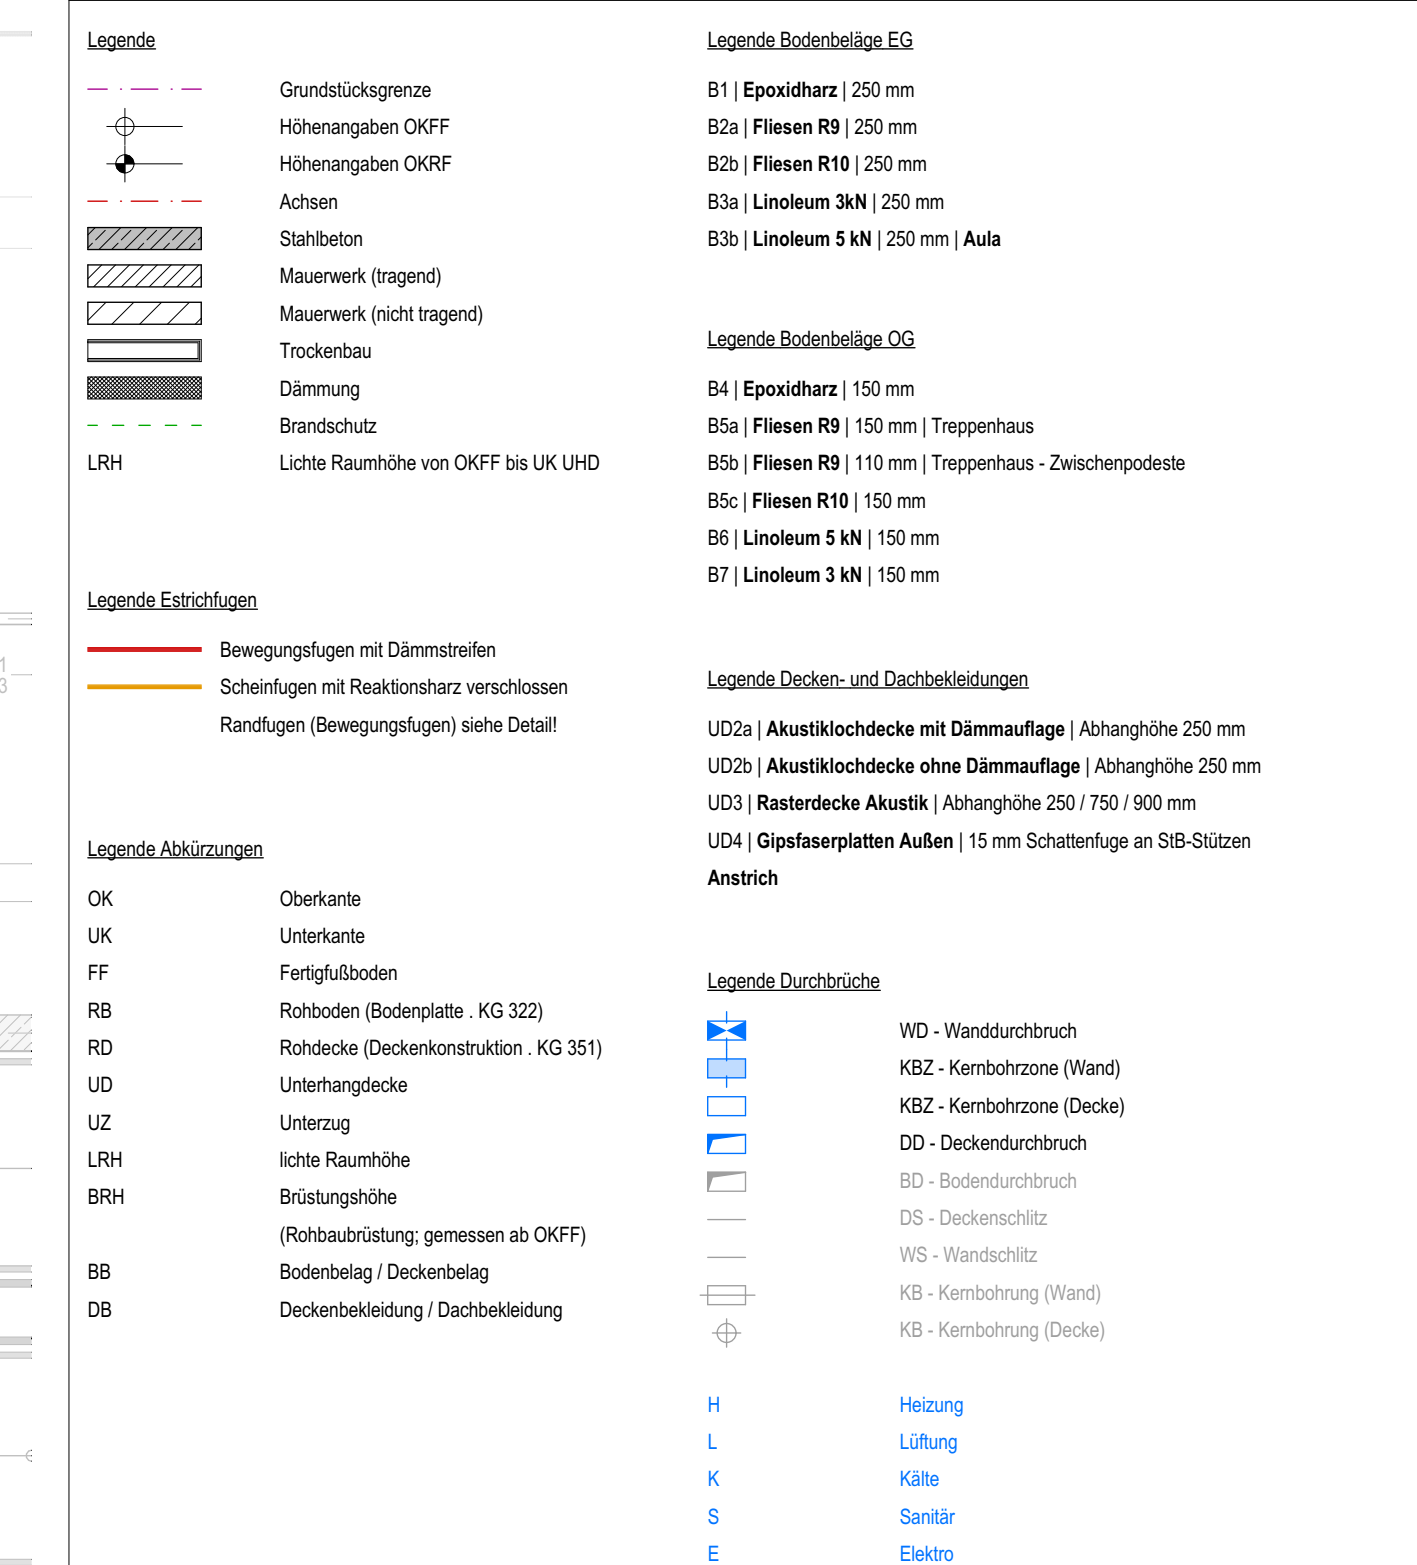 Legende
Grundstücksgrenze
Höhenangaben OKFF
Höhenangaben OKRF
Achsen
Stahlbeton
Mauerwerk (tragend)
Mauerwerk (nicht tragend)
Trockenbau
Dämmung
Brandschutz
LRH Lichte Raumhöhe von OKFF bis UK UHD
Legende Estrichfugen
Bewegungsfugen mit Dämmstreifen
Scheinfugen mit Reaktionsharz verschlossen
Randfugen (Bewegungsfugen) siehe Detail!
Legende Abkürzungen
OK Oberkante
UK Unterkante
FF Fertigfußboden
RB Rohboden (Bodenplatte . KG 322)
RD Rohdecke (Deckenkonstruktion . KG 351)
UD Unterhangdecke
UZ Unterzug
LRH lichte Raumhöhe
BRH Brüstungshöhe
(Rohbaubrüstung; gemessen ab OKFF)
BB Bodenbelag / Deckenbelag
DB Deckenbekleidung / Dachbekleidung
Legende Bodenbeläge EG
B1 | Epoxidharz | 250 mm
B2a | Fliesen R9 | 250 mm
B2b | Fliesen R10 | 250 mm
B3a | Linoleum 3kN | 250 mm
B3b | Linoleum 5 kN | 250 mm | Aula
Legende Bodenbeläge OG
B4 | Epoxidharz | 150 mm
B5a | Fliesen R9 | 150 mm | Treppenhaus
B5b | Fliesen R9 | 110 mm | Treppenhaus - Zwischenpodeste
B5c | Fliesen R10 | 150 mm
B6 | Linoleum 5 kN | 150 mm
B7 | Linoleum 3 kN | 150 mm
Legende Decken- und Dachbekleidungen
UD2a | Akustiklochdecke mit Dämmauflage | Abhanghöhe 250 mm
UD2b | Akustiklochdecke ohne Dämmauflage | Abhanghöhe 250 mm
UD3 | Rasterdecke Akustik | Abhanghöhe 250 / 750 / 900 mm
UD4 | Gipsfaserplatten Außen | 15 mm Schattenfuge an StB-Stützen
Anstrich
Legende Durchbrüche
WD - Wanddurchbruch
KBZ - Kernbohrzone (Wand)
KBZ - Kernbohrzone (Decke)
DD - Deckendurchbruch
BD - Bodendurchbruch
DS - Deckenschlitz
WS - Wandschlitz
KB - Kernbohrung (Wand)
KB - Kernbohrung (Decke)
H Heizung
L Lüftung
K Kälte
S Sanitär
E Elektro